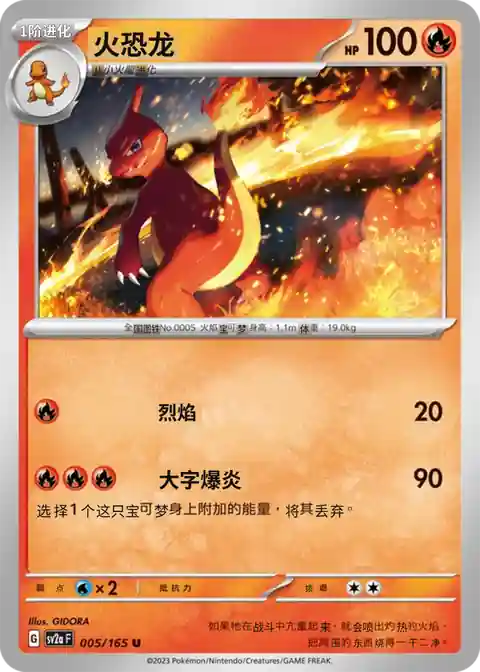 1阶进化
火恐龙
HP 100
从小火龙进化
全国图鉴No.0005 火焰宝可梦 身高：1.1m 体重：19.0kg
烈焰 20
大字爆炎 90
选择1个这只宝可梦身上附加的能量，将其丢弃。
弱点 ×2 抵抗力
Illus. GIDORA
G sv2a F 005/165 U
如果他在战斗中亢奋起来，就会喷出灼热的火焰，
把周围的东西烧得一干二净。
©2023 Pokémon/Nintendo/Creatures/GAME FREAK.